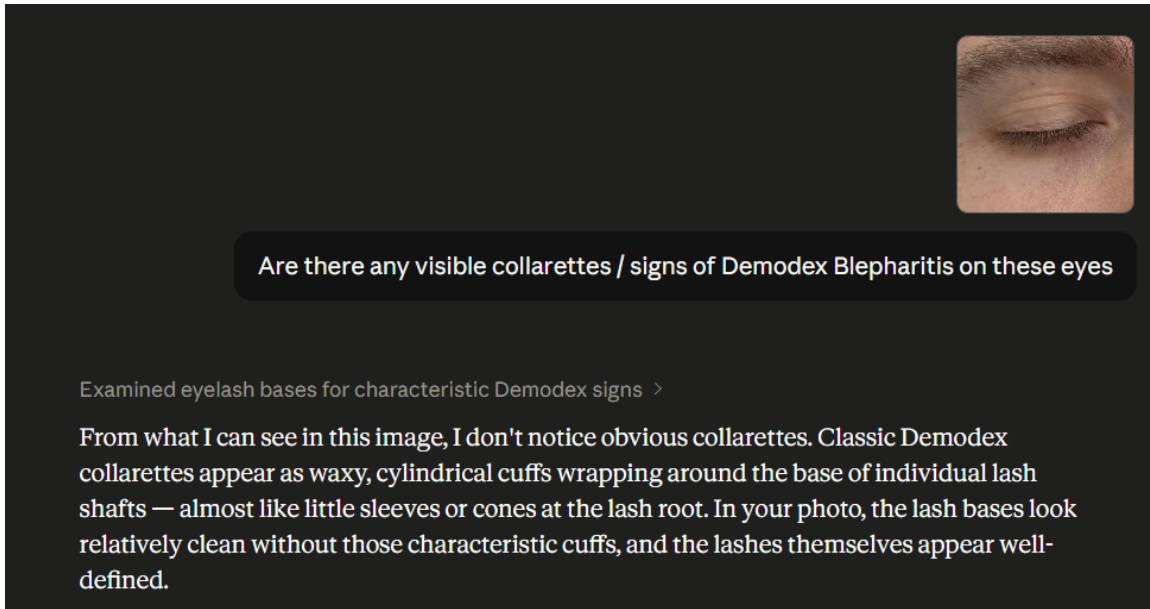 Are there any visible collarettes / signs of Demodex Blepharitis on these eyes
Examined eyelash bases for characteristic Demodex signs >
From what I can see in this image, I don't notice obvious collarettes. Classic Demodex
collarettes appear as waxy, cylindrical cuffs wrapping around the base of individual lash
shafts — almost like little sleeves or cones at the lash root. In your photo, the lash bases look
relatively clean without those characteristic cuffs, and the lashes themselves appear well-
defined.